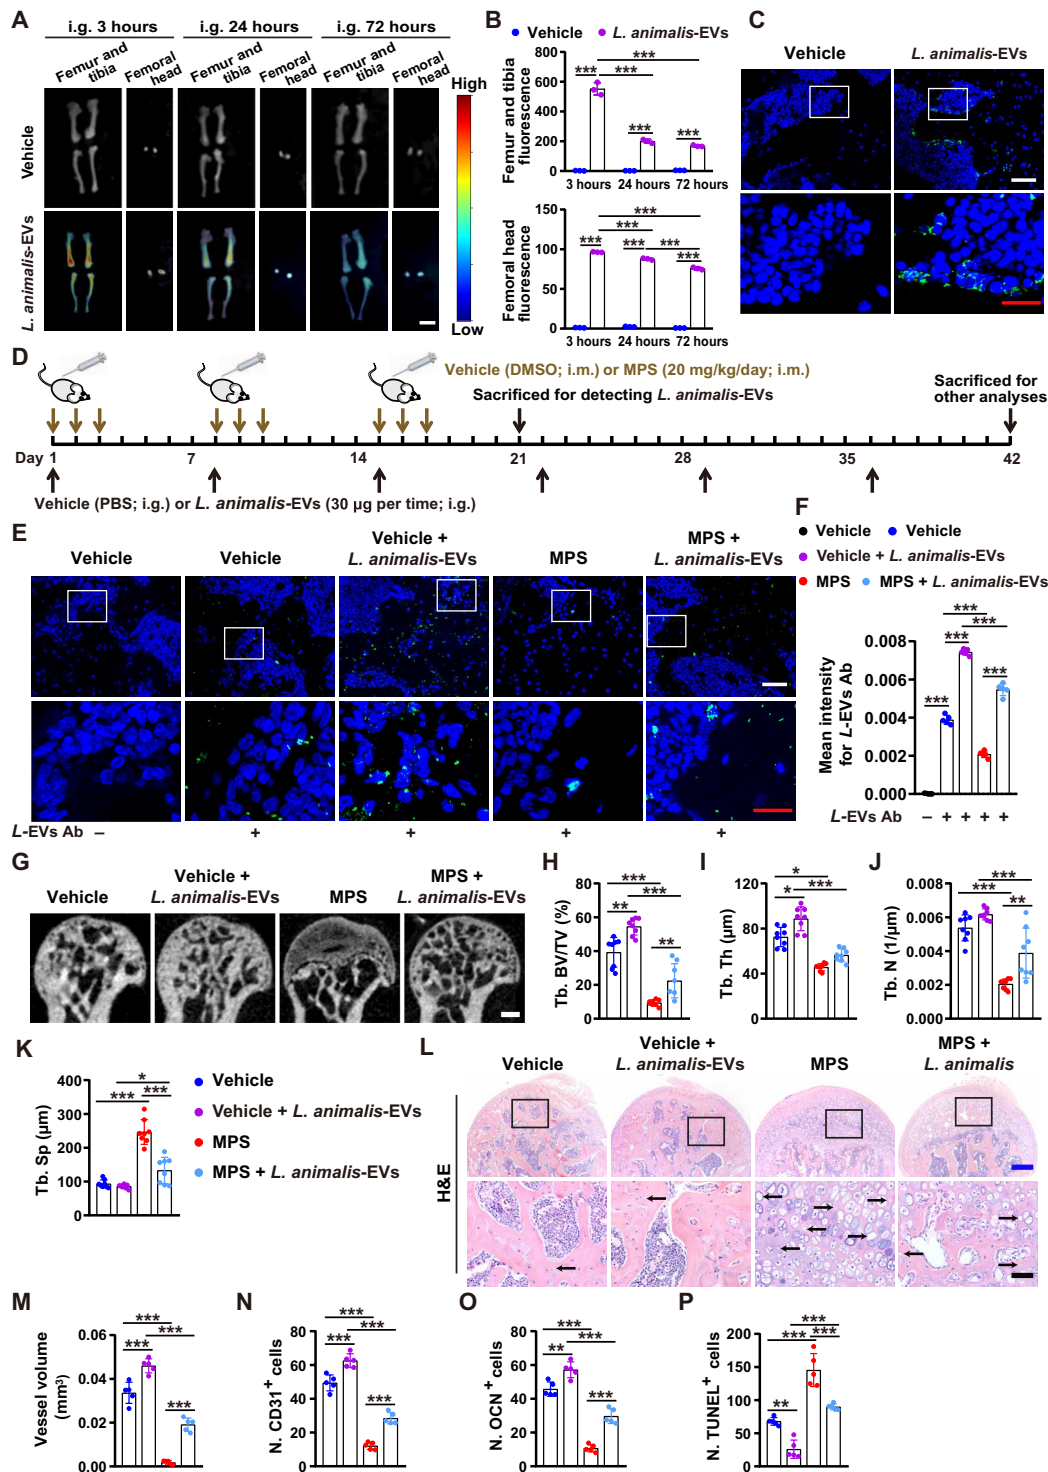 A
i.g. 3 hours
i.g. 24 hours
i.g. 72 hours
Femur and tibia
Femoral head
Femur and tibia
Femoral head
Femur and tibia
Femoral head
Vehicle
L. animalis-EVs
High
Low
B
Vehicle
L. animalis-EVs
Femur and tibia
fluorescence
800
600
400
200
0
***
***
***
***
***
3 hours
24 hours
72 hours
Femoral head
fluorescence
150
100
50
0
***
***
***
***
***
***
3 hours
24 hours
72 hours
C
Vehicle
L. animalis-EVs
D
Vehicle (DMSO; i.m.) or MPS (20 mg/kg/day; i.m.)
Sacrificed for detecting L. animalis-EVs
Sacrificed for
other analyses
Day 1 7 14 21 28 35 42
Vehicle (PBS; i.g.) or L. animalis-EVs (30 µg per time; i.g.)
E
Vehicle
Vehicle
Vehicle +
L. animalis-EVs
MPS
MPS +
L. animalis-EVs
L-EVs Ab − + + + +
F
Vehicle
Vehicle
Vehicle + L. animalis-EVs
MPS
MPS + L. animalis-EVs
Mean intensity
for L-EVs Ab
0.008
0.006
0.004
0.002
0.000
***
***
***
***
***
L-EVs Ab − + + + +
G
Vehicle
Vehicle +
L. animalis-EVs
MPS
MPS +
L. animalis-EVs
H
Tb. BV/TV (%)
80
60
40
20
0
***
***
**
**
I
Tb. Th (µm)
120
80
40
0
*
***
*
J
Tb. N (1/µm)
0.008
0.006
0.004
0.002
0.000
***
***
**
K
Tb. Sp (µm)
400
300
200
100
0
*
***
***
Vehicle
Vehicle + L. animalis-EVs
MPS
MPS + L. animalis-EVs
L
Vehicle
Vehicle +
L. animalis-EVs
MPS
MPS +
L. animalis
H&E
M
Vessel volume
(mm³)
0.06
0.04
0.02
0.00
***
***
***
***
N
N. CD31⁺ cells
80
60
40
20
0
***
***
***
***
O
N. OCN⁺ cells
80
60
40
20
0
***
***
**
***
P
N. TUNEL⁺ cells
200
150
100
50
0
***
***
***
**